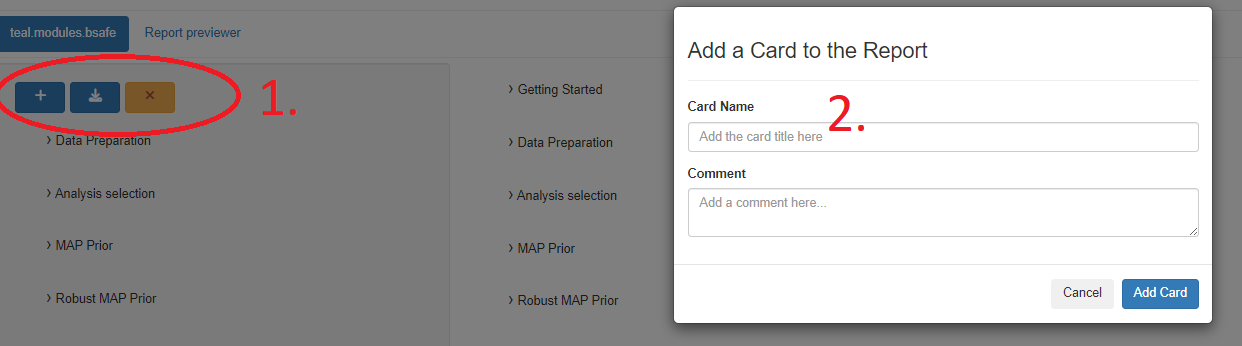 teal.modules.bsafe
Report previewer
1.
Data Preparation
Analysis selection
MAP Prior
Robust MAP Prior
Getting Started
Data Preparation
Analysis selection
MAP Prior
Robust MAP Prior
Add a Card to the Report
Card Name
2.
Add the card title here
Comment
Add a comment here...
Cancel
Add Card